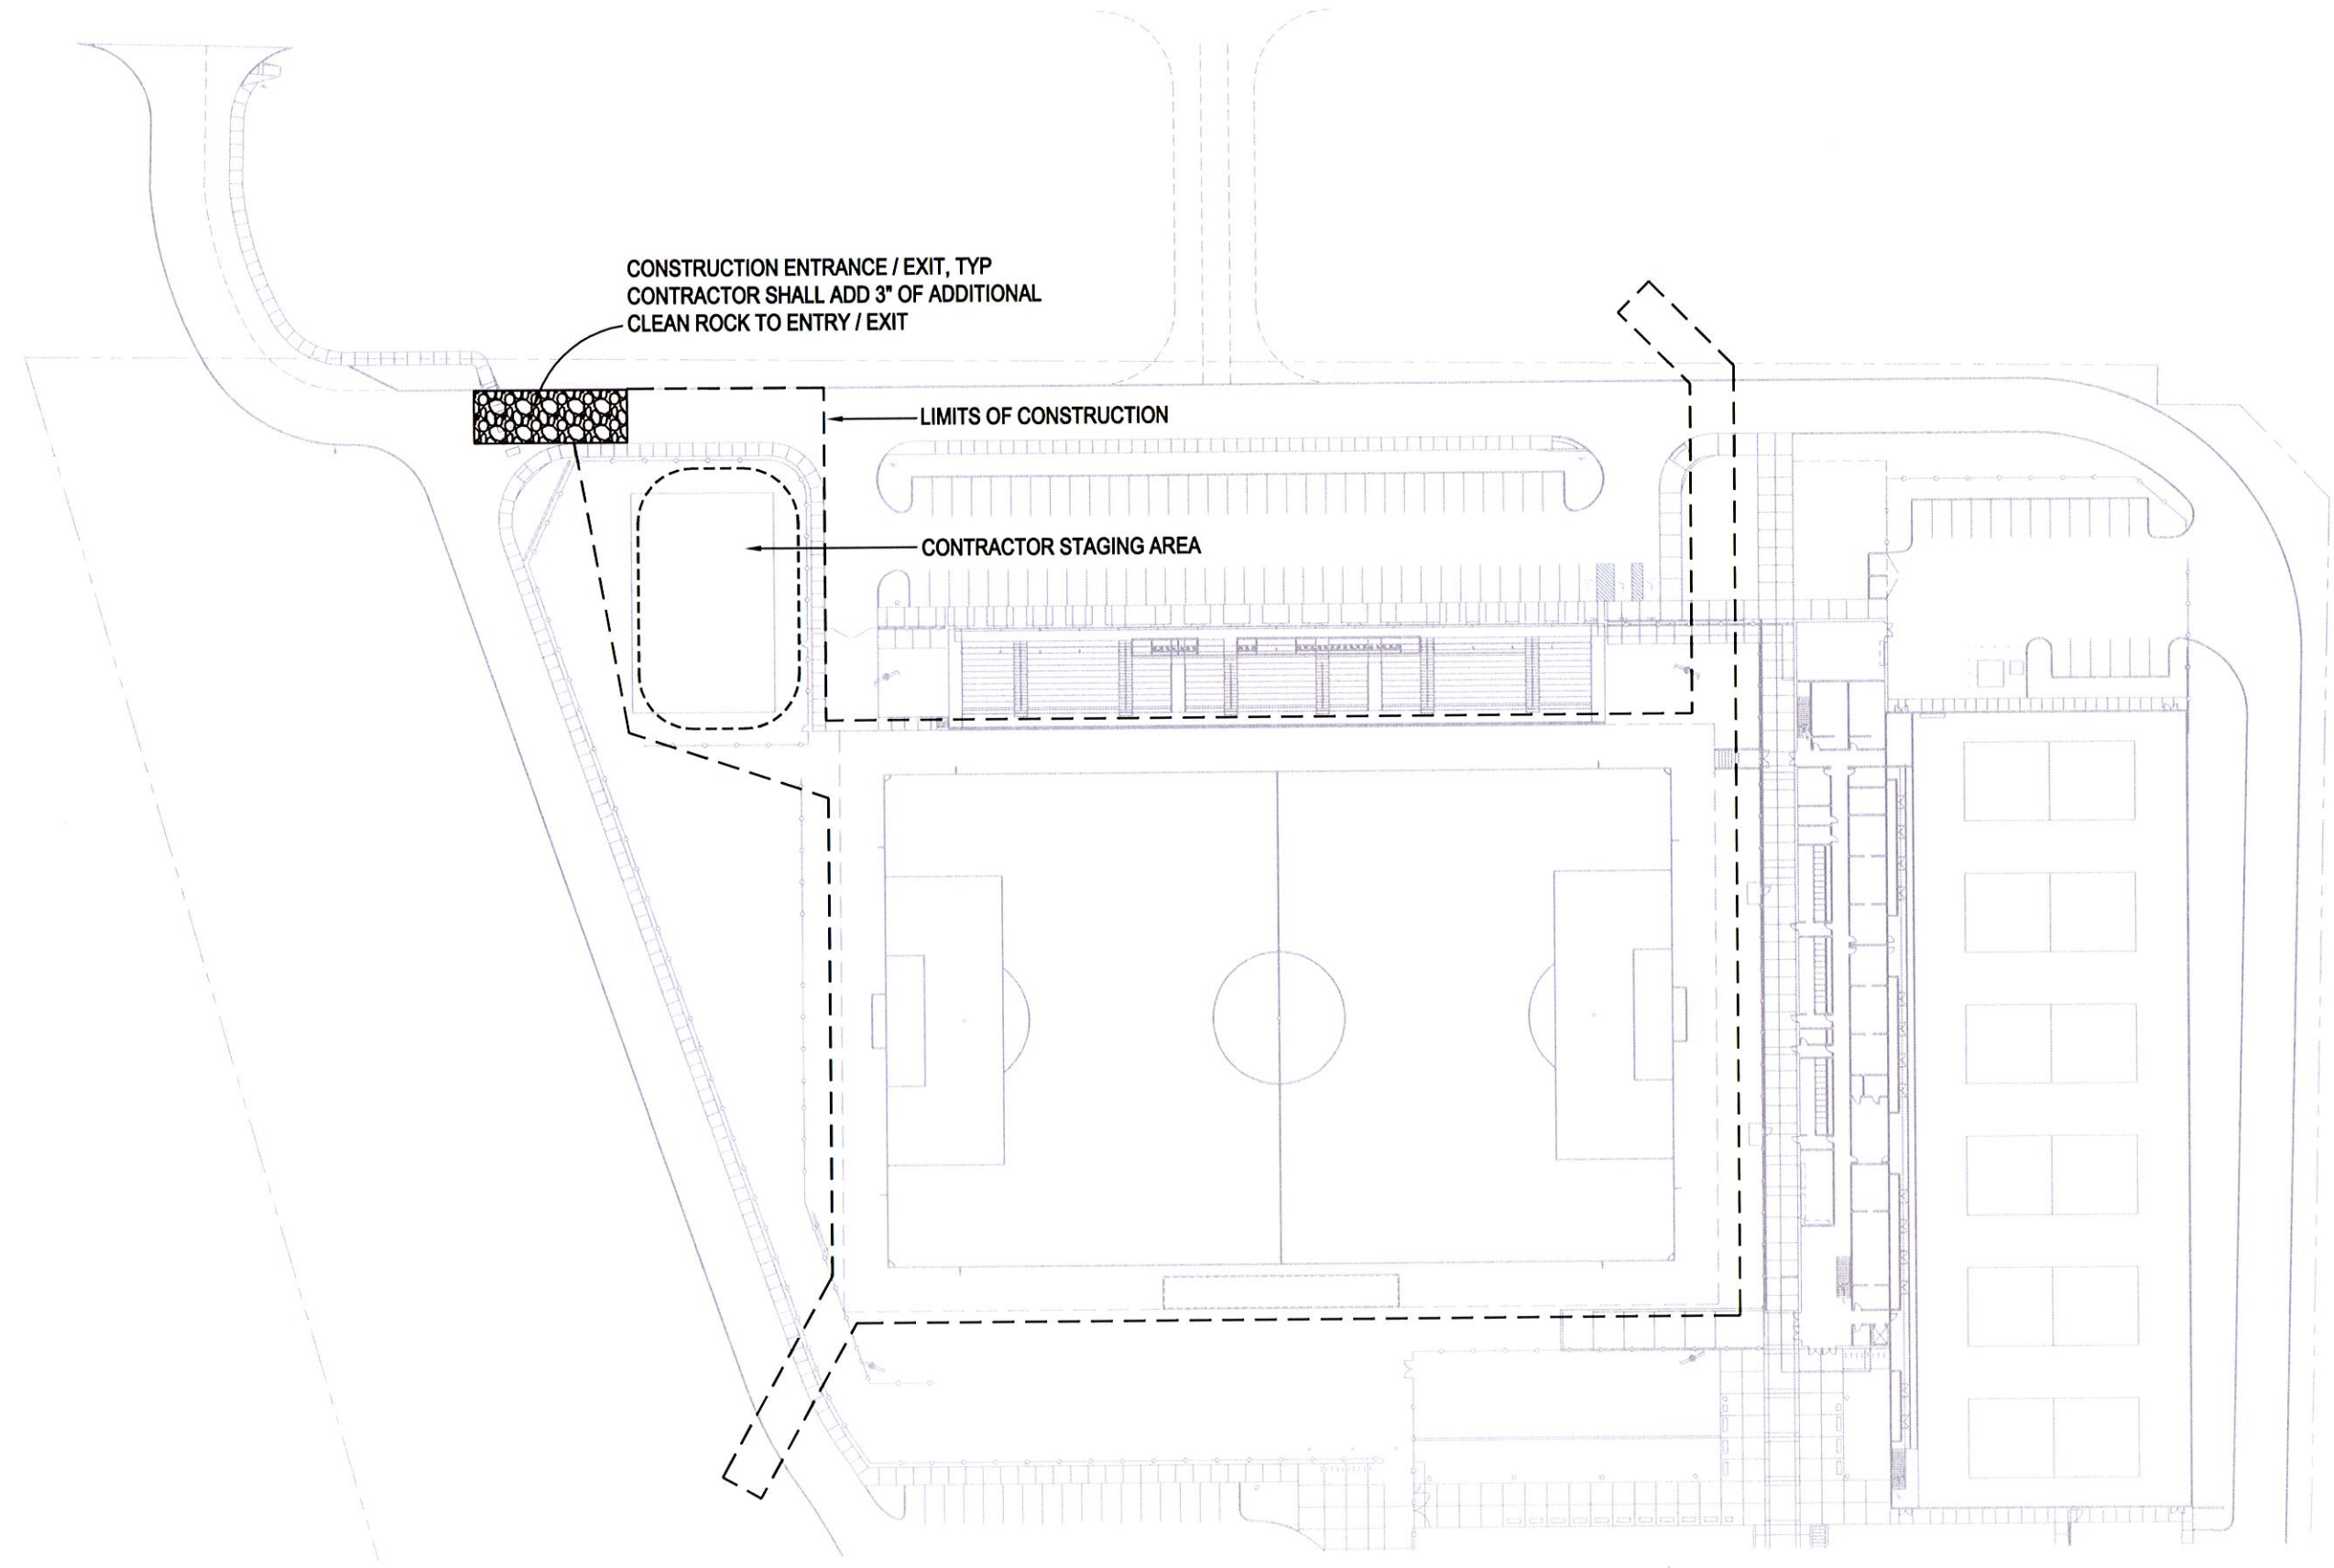 CONSTRUCTION ENTRANCE / EXIT, TYP
CONTRACTOR SHALL ADD 3" OF ADDITIONAL
CLEAN ROCK TO ENTRY / EXIT
LIMITS OF CONSTRUCTION
CONTRACTOR STAGING AREA